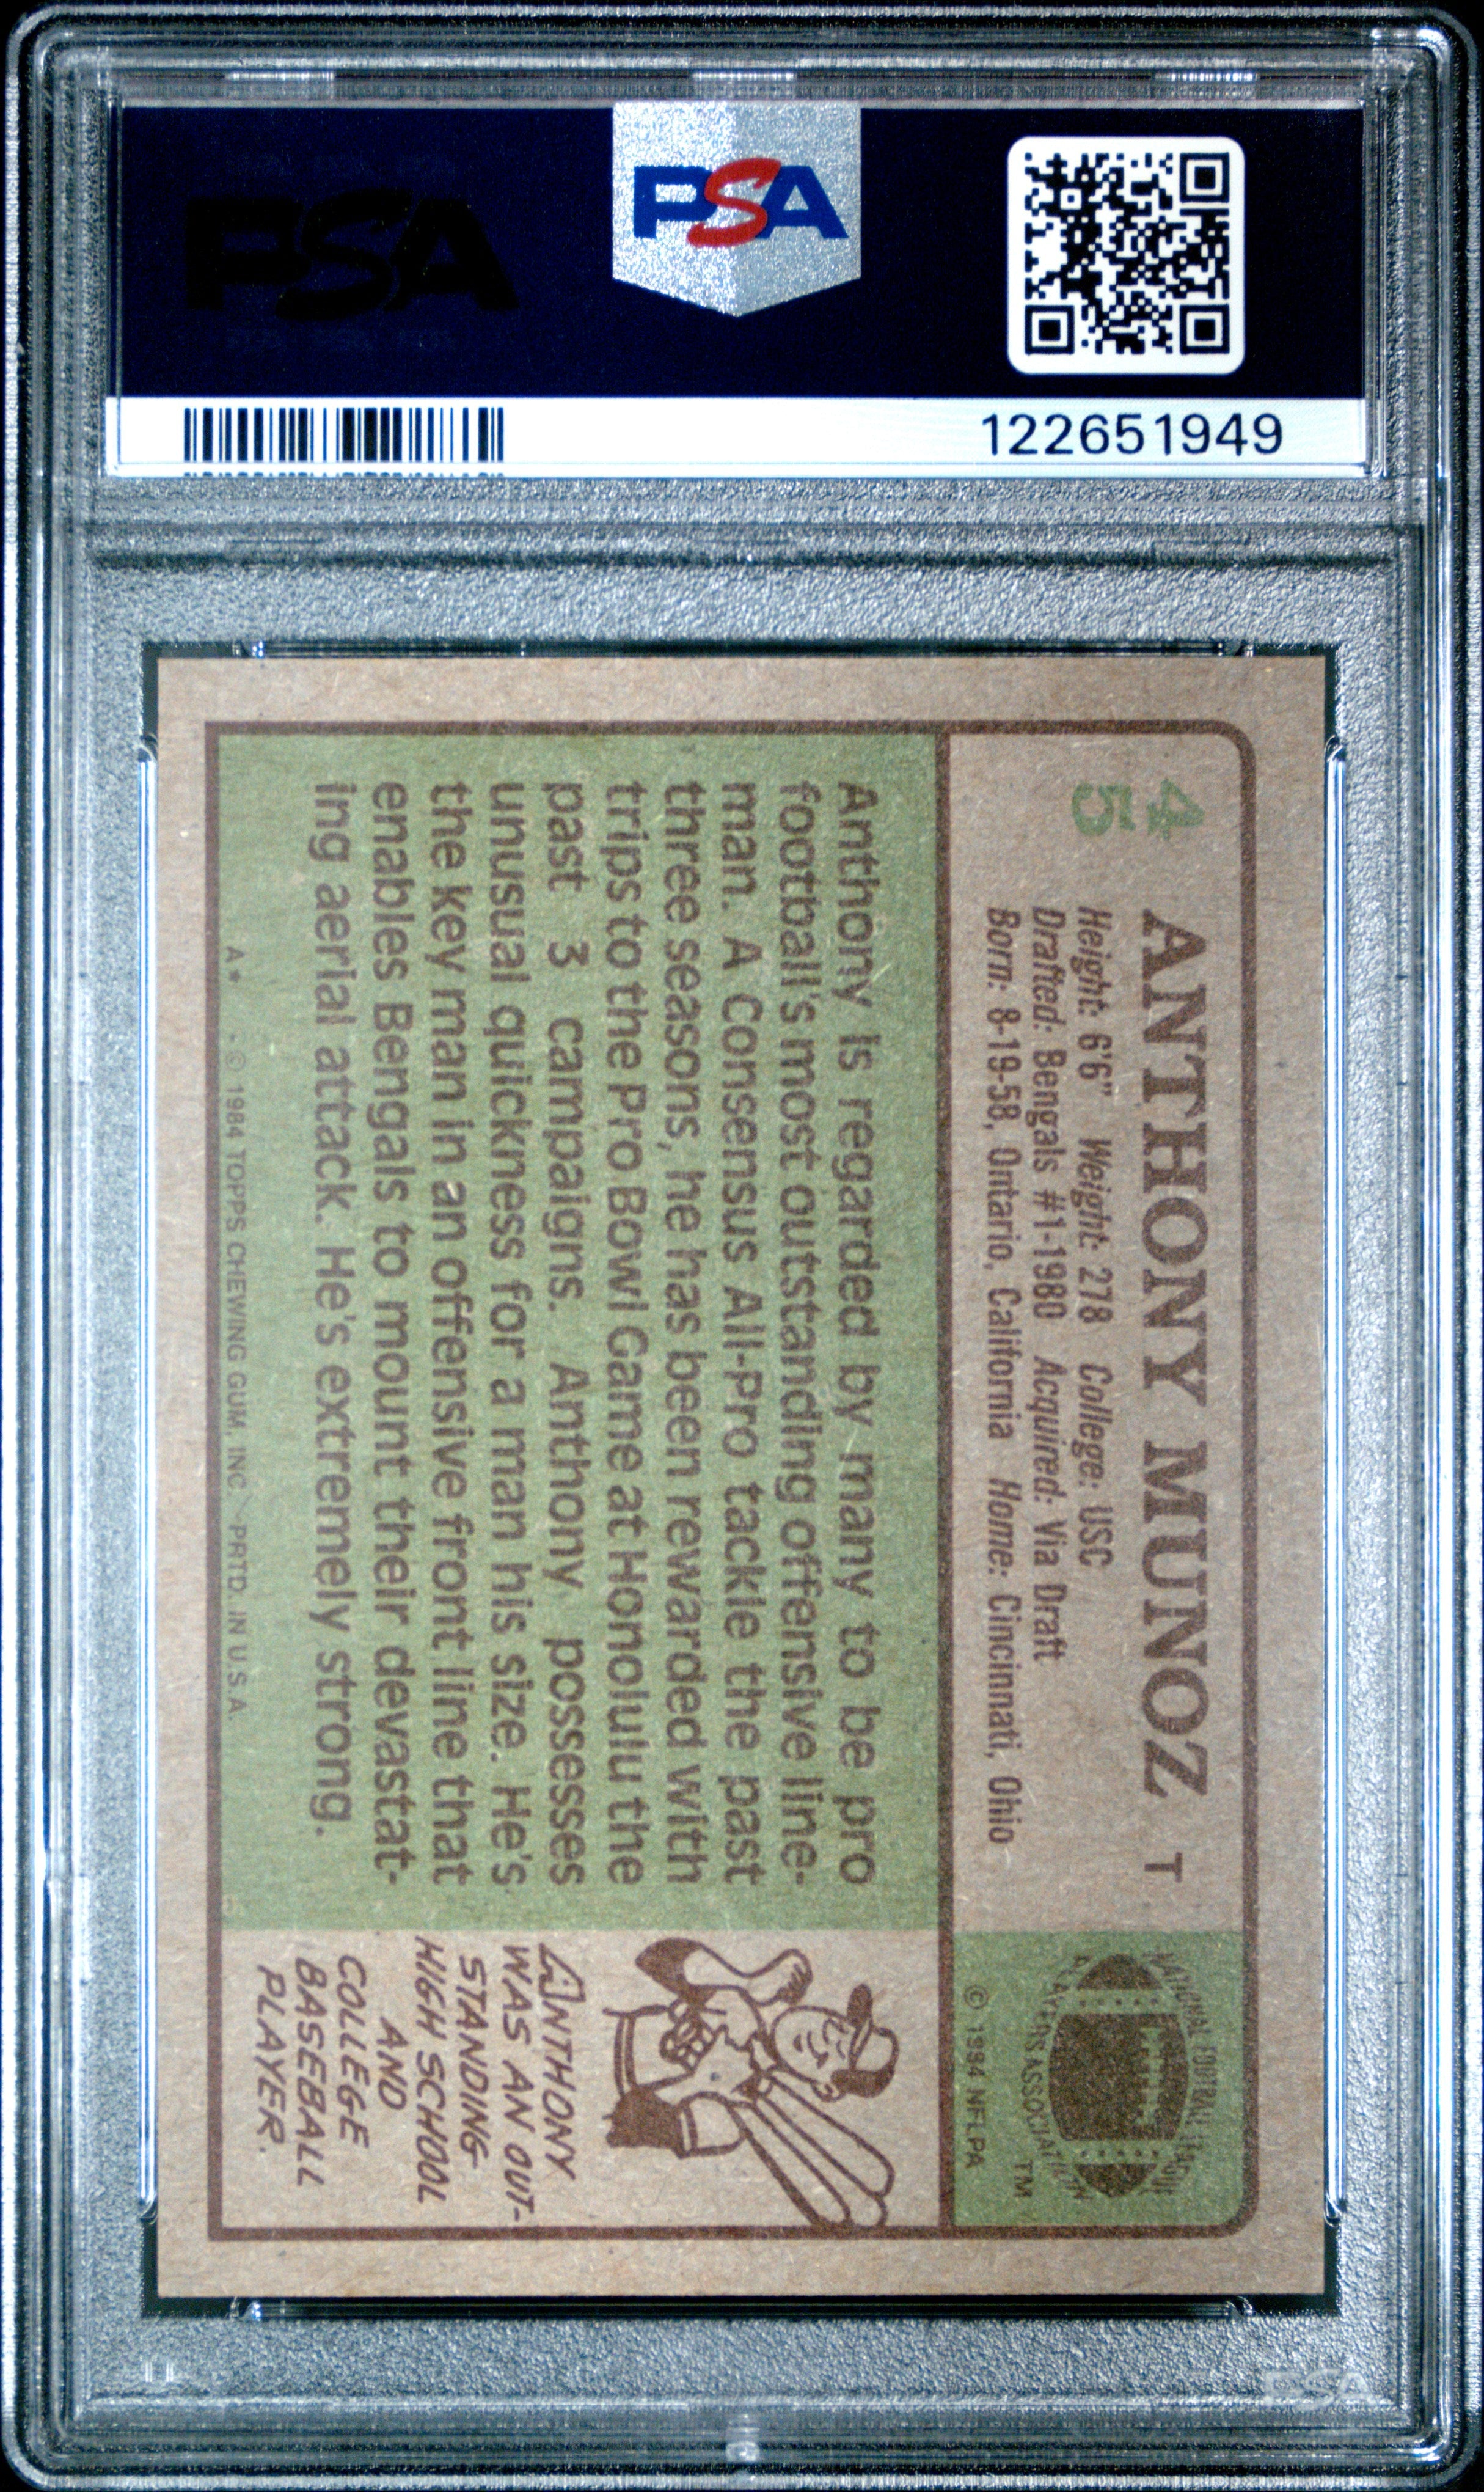 PSA
PSA
122651949
45
ANTHONY MUNOZ T
Height: 6'6" Weight: 278 College: USC
Drafted: Bengals #1-1980 Acquired: Via Draft
Born: 8-19-58, Ontario, California Home: Cincinnati, Ohio
NATIONAL FOOTBALL LEAGUE
PLAYERS ASSOCIATION
TM
© 1984 NFLPA
Anthony is regarded by many to be pro
football's most outstanding offensive line-
man. A Consensus All-Pro tackle the past
three seasons, he has been rewarded with
trips to the Pro Bowl Game at Honolulu the
past 3 campaigns. Anthony possesses
unusual quickness for a man his size. He's
the key man in an offensive front line that
enables Bengals to mount their devastat-
ing aerial attack. He's extremely strong.
ANTHONY
WAS AN OUT-
STANDING
HIGH SCHOOL
AND
COLLEGE
BASEBALL
PLAYER.
A* © 1984 TOPPS CHEWING GUM, INC. PRTD. IN U.S.A.
PSA